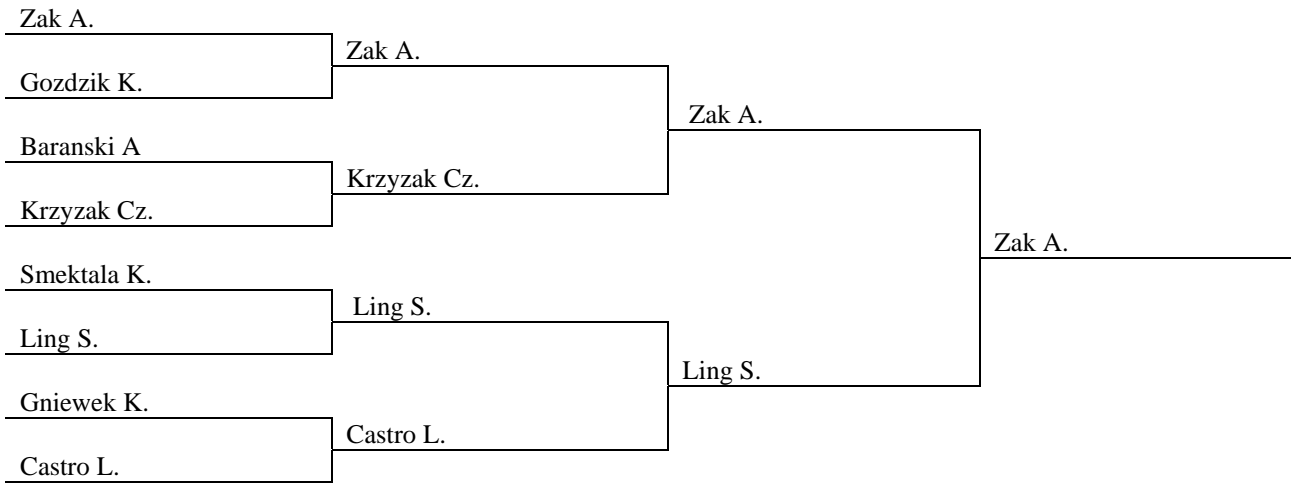 Zak A.
Gozdzik K.
Baranski A
Krzyzak Cz.
Smektala K.
Ling S.
Gniewek K.
Castro L.
Zak A.
Krzyzak Cz.
Ling S.
Castro L.
Zak A.
Ling S.
Zak A.